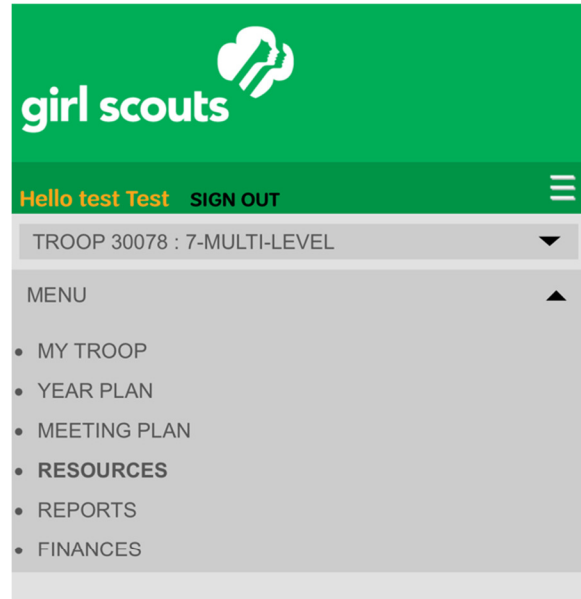 girl scouts
Hello test Test SIGN OUT
TROOP 30078 : 7-MULTI-LEVEL
MENU
MY TROOP
YEAR PLAN
MEETING PLAN
RESOURCES
REPORTS
FINANCES